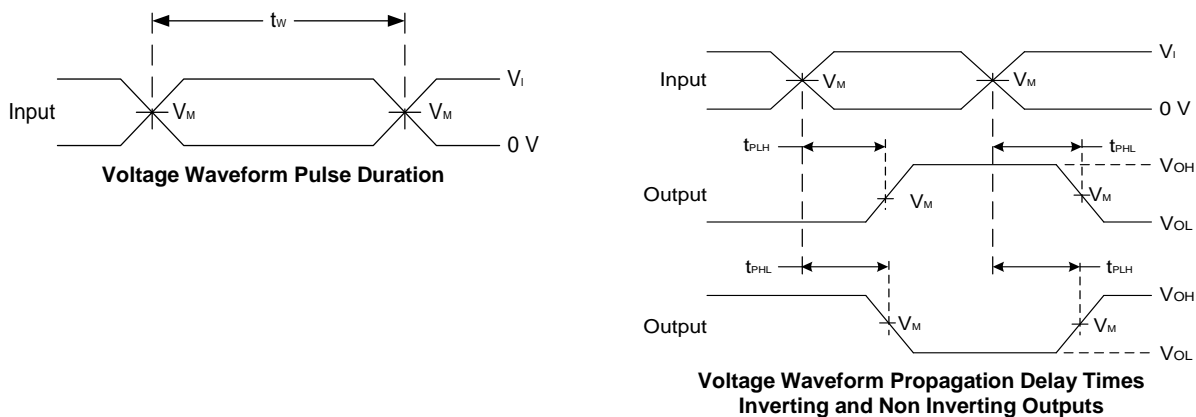 tW
Input
VM
VM
VI
0 V
Voltage Waveform Pulse Duration
Input
VM
VM
VI
0 V
tPLH
tPHL
Output
VM
VM
VOH
VOL
tPHL
tPLH
Output
VM
VM
VOH
VOL
Voltage Waveform Propagation Delay Times
Inverting and Non Inverting Outputs